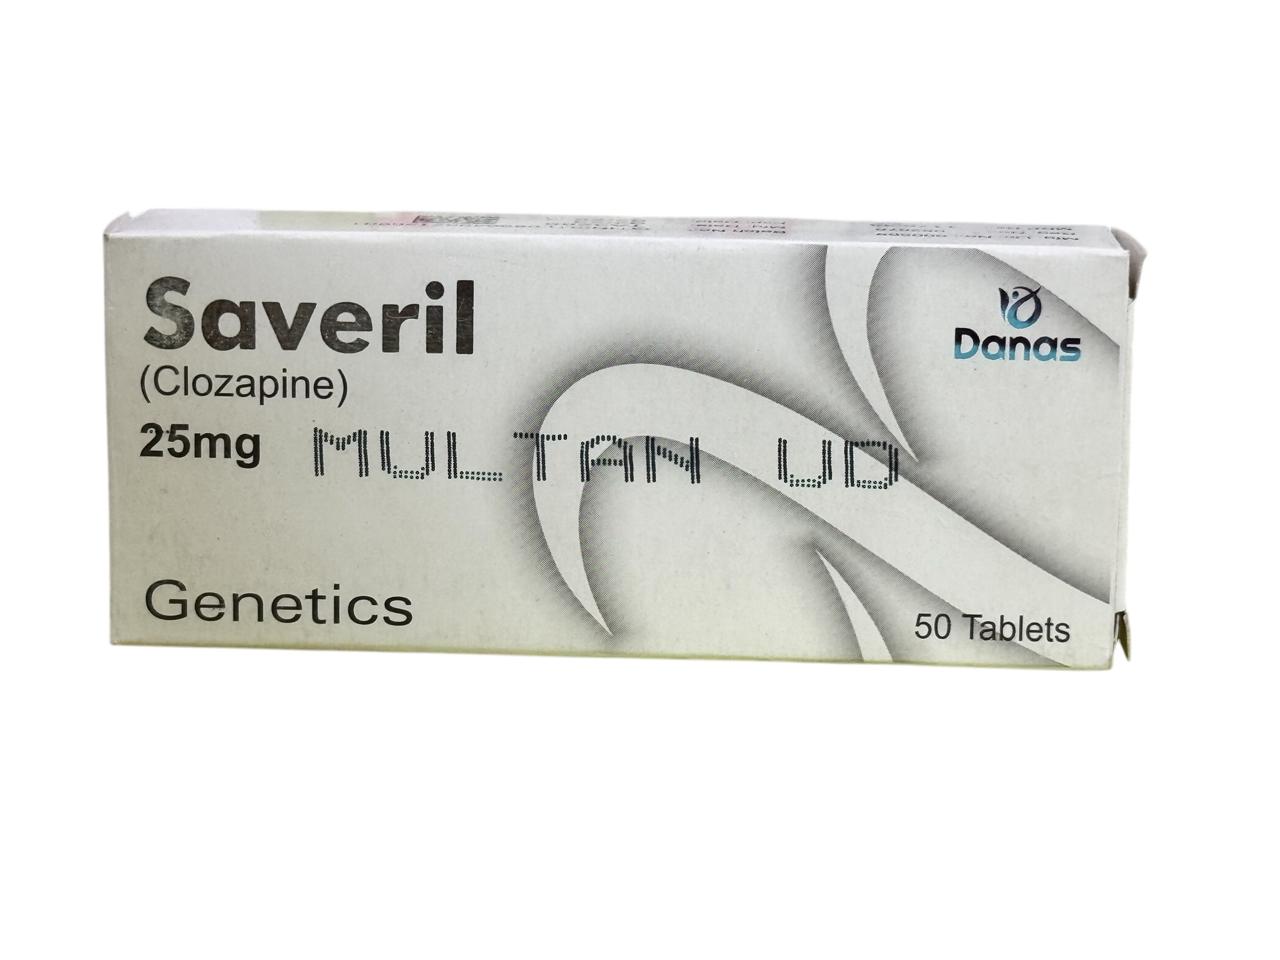 Saveril
(Clozapine)
25mg
MULTAN UD
Danas
Genetics
50 Tablets